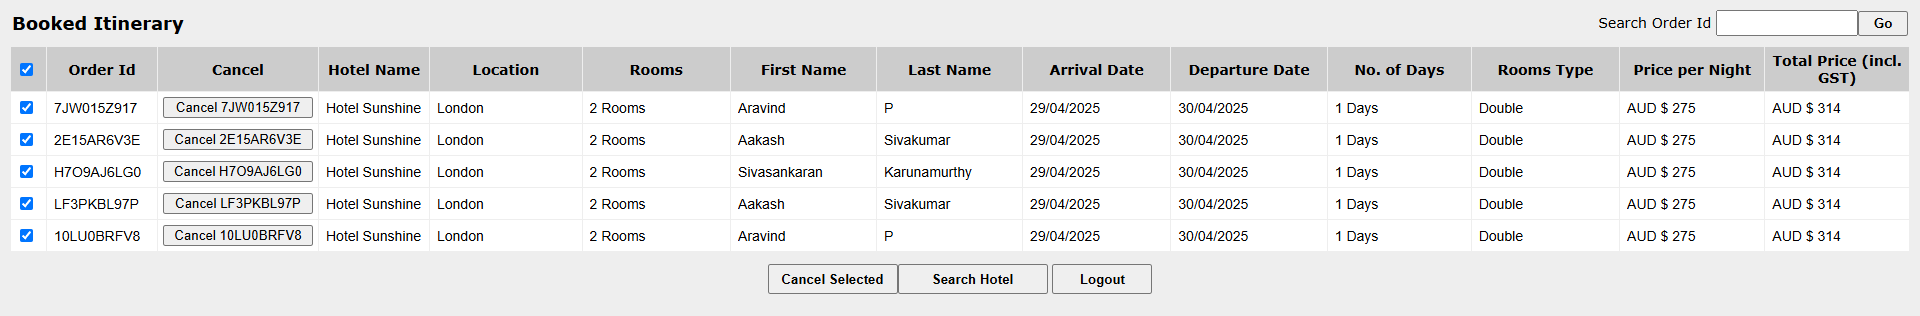 Booked Itinerary
Search Order Id Go
Order Id Cancel Hotel Name Location Rooms First Name Last Name Arrival Date Departure Date No. of Days Rooms Type Price per Night Total Price (incl. GST)
7JW015Z917 Cancel 7JW015Z917 Hotel Sunshine London 2 Rooms Aravind P 29/04/2025 30/04/2025 1 Days Double AUD $ 275 AUD $ 314
2E15AR6V3E Cancel 2E15AR6V3E Hotel Sunshine London 2 Rooms Aakash Sivakumar 29/04/2025 30/04/2025 1 Days Double AUD $ 275 AUD $ 314
H7O9AJ6LG0 Cancel H7O9AJ6LG0 Hotel Sunshine London 2 Rooms Sivasankaran Karunamurthy 29/04/2025 30/04/2025 1 Days Double AUD $ 275 AUD $ 314
LF3PKBL97P Cancel LF3PKBL97P Hotel Sunshine London 2 Rooms Aakash Sivakumar 29/04/2025 30/04/2025 1 Days Double AUD $ 275 AUD $ 314
10LU0BRFV8 Cancel 10LU0BRFV8 Hotel Sunshine London 2 Rooms Aravind P 29/04/2025 30/04/2025 1 Days Double AUD $ 275 AUD $ 314
Cancel Selected Search Hotel Logout